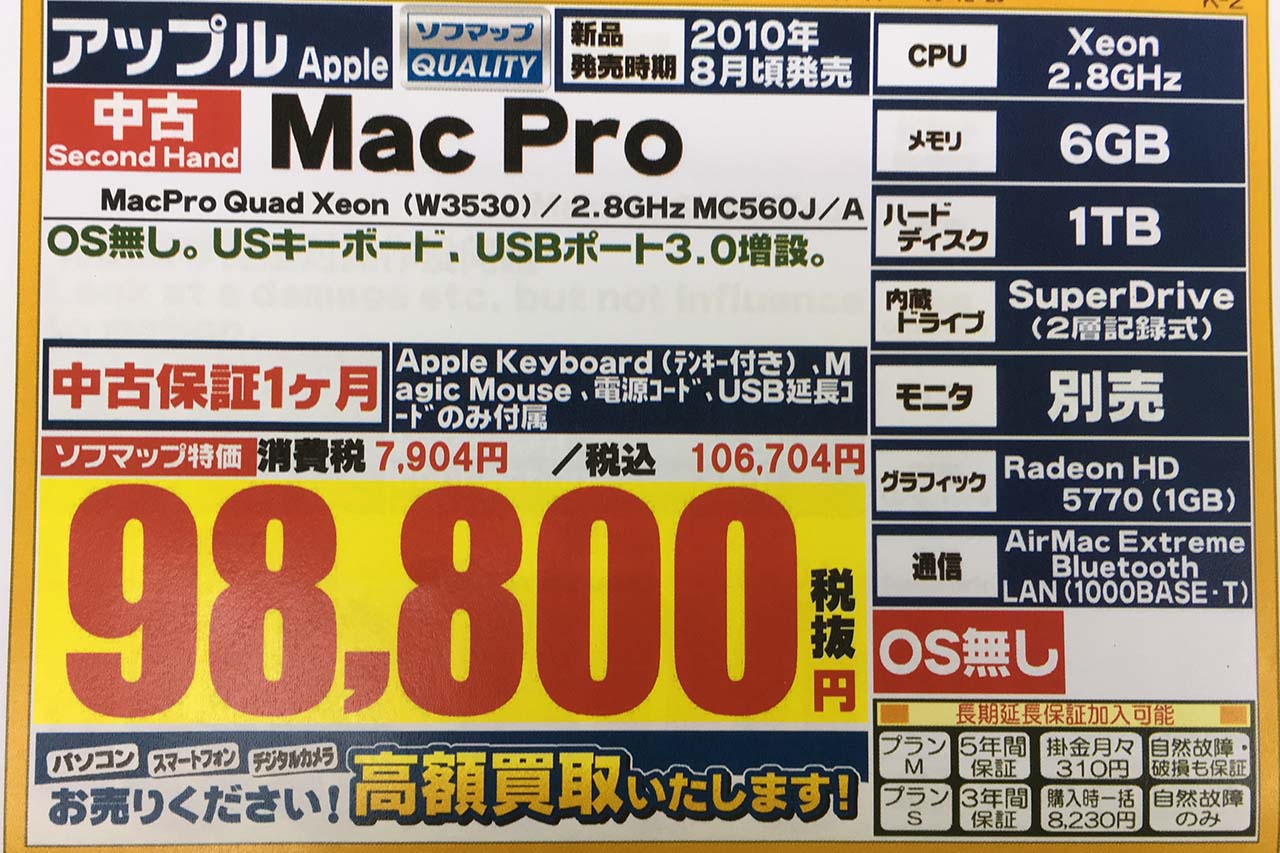 アップル Apple
ソフマップ
QUALITY
新品
発売時期
2010年
8月頃発売
中古
Second Hand
Mac Pro
MacPro Quad Xeon (W3530) / 2.8GHz MC560J/A
OS無し。USキーボード、USBポート3.0増設。
中古保証1ヶ月
Apple Keyboard (ﾃﾝｷｰ付き)、M
agic Mouse、電源ｺｰﾄﾞ、USB延長ｺ
ｰﾄﾞのみ付属
ソフマップ特価 消費税 7,904円 /税込 106,704円
98,800 税抜円
パソコン スマートフォン デジタルカメラ
お売りください! 高額買取いたします!
CPU
Xeon
2.8GHz
メモリ
6GB
ハード
ディスク
1TB
内蔵
ドライブ
SuperDrive
(2層記録式)
モニタ
別売
グラフィック
Radeon HD
5770 (1GB)
通信
AirMac Extreme
Bluetooth
LAN (1000BASE-T)
OS無し
長期延長保証加入可能
プラン
M
5年間
保証
掛金月々
310円
自然故障・
破損も保証
プラン
S
3年間
保証
購入時一括
8,230円
自然故障
のみ